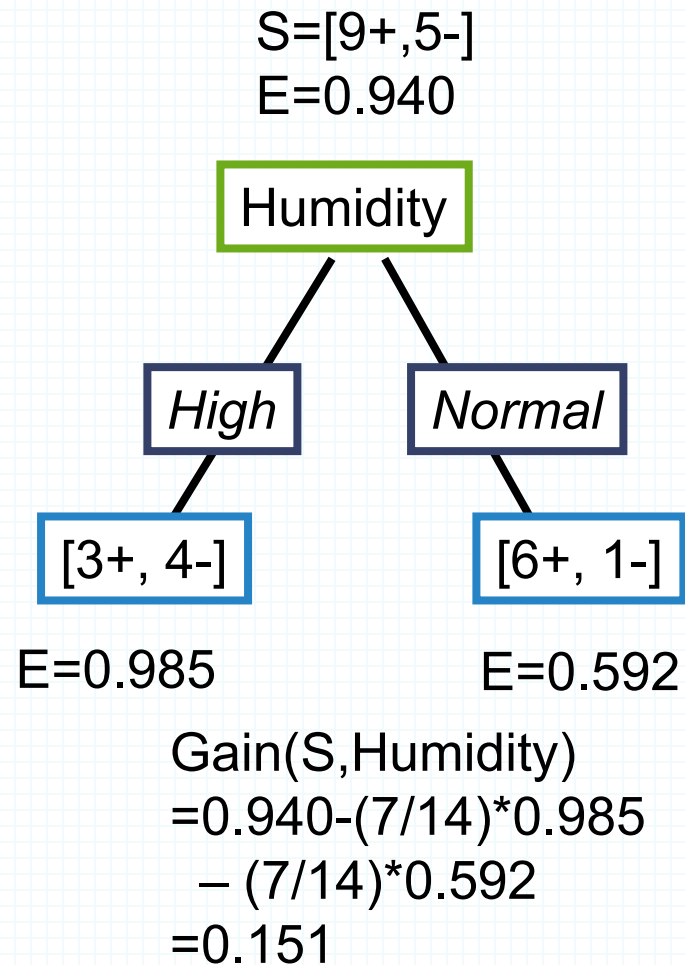 S=[9+,5-]
E=0.940
Humidity
High
Normal
[3+, 4-]
[6+, 1-]
E=0.985
E=0.592
Gain(S,Humidity)
=0.940-(7/14)*0.985
– (7/14)*0.592
=0.151